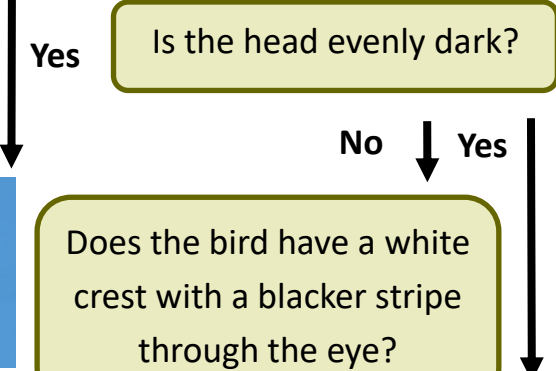 Yes
Is the head evenly dark?
No
Yes
Does the bird have a white
crest with a blacker stripe
through the eye?